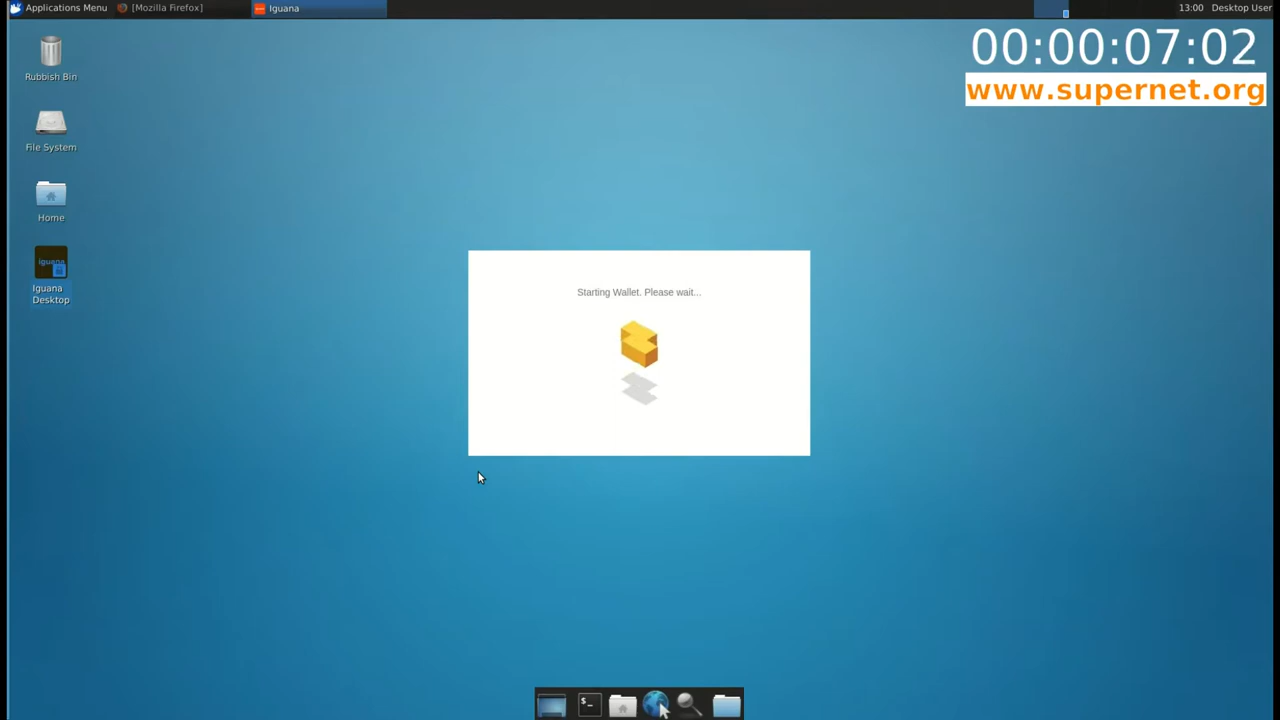 Applications Menu
[Mozilla Firefox]
Iguana
13:00
Desktop User
00:00:07:02
www.supernet.org
Rubbish Bin
File System
Home
iguana
Iguana
Desktop
Starting Wallet. Please wait...
$_